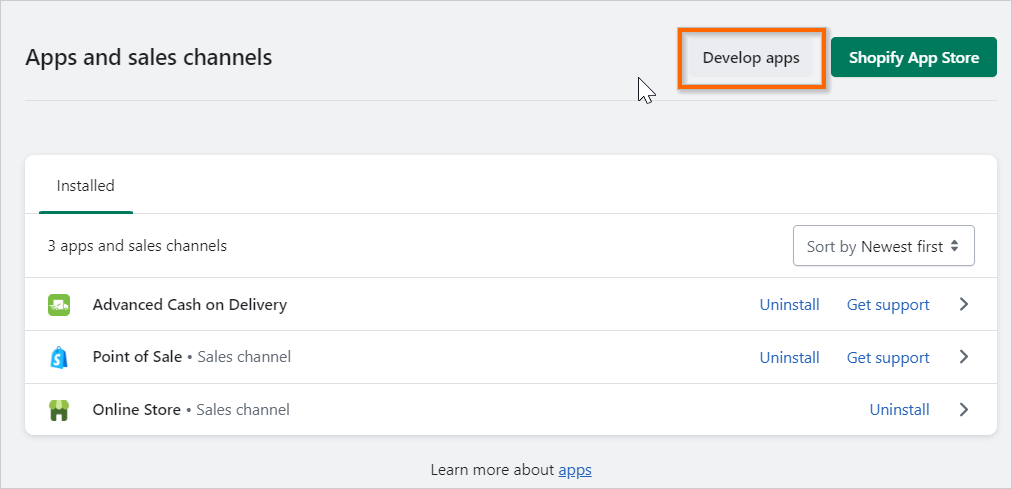 Apps and sales channels Develop apps Shopify App Store
Installed
3 apps and sales channels Sort by Newest first
Advanced Cash on Delivery Uninstall Get support
Point of Sale • Sales channel Uninstall Get support
Online Store • Sales channel Uninstall
Learn more about apps